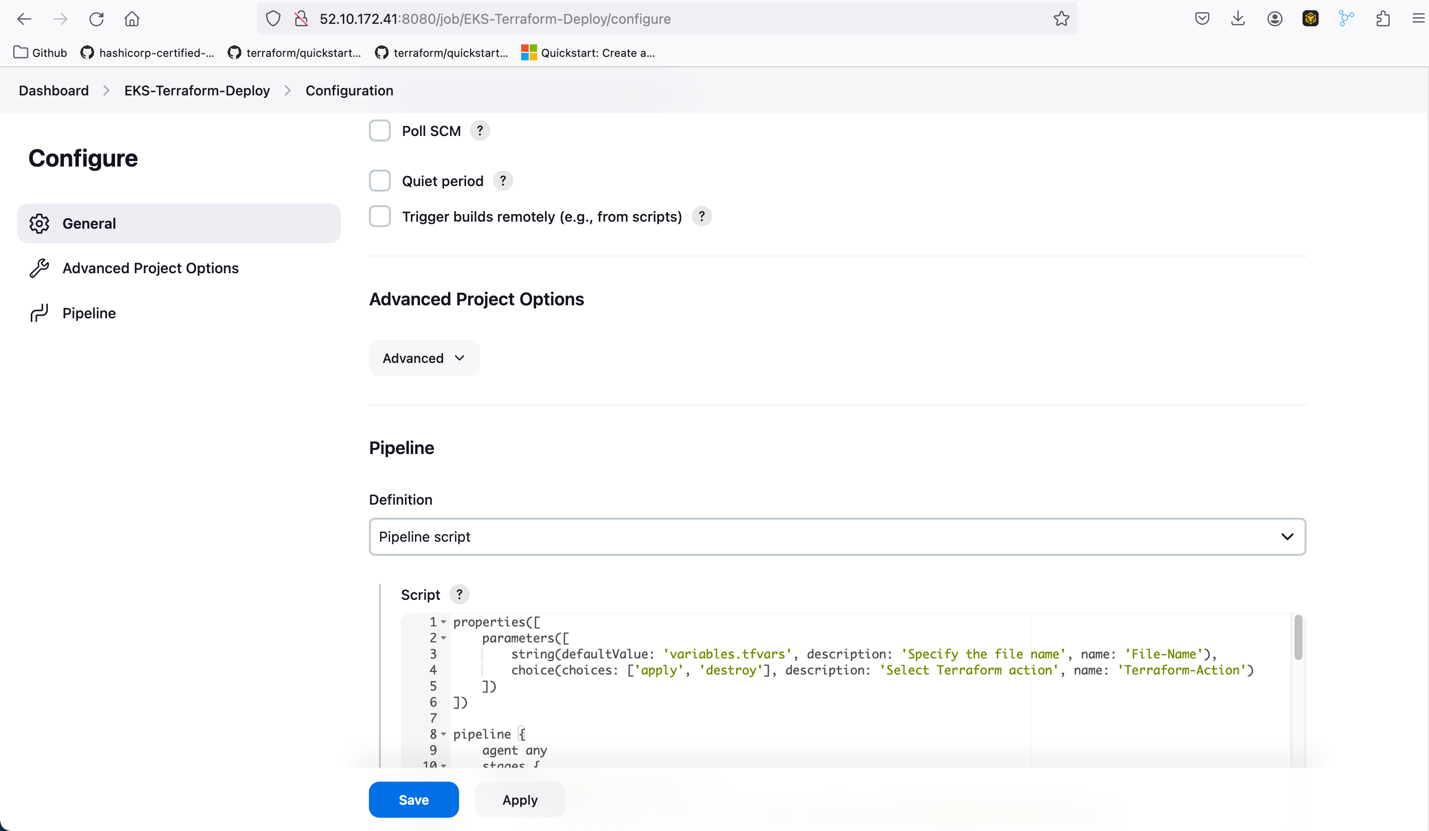 52.10.172.41:8080/job/EKS-Terraform-Deploy/configure
Github hashicorp-certified-... terraform/quickstart... terraform/quickstart... Quickstart: Create a...
Dashboard EKS-Terraform-Deploy Configuration
Configure
General
Advanced Project Options
Pipeline
Poll SCM ?
Quiet period ?
Trigger builds remotely (e.g., from scripts) ?
Advanced Project Options
Advanced
Pipeline
Definition
Pipeline script
Script ?
1 properties([
2 parameters([
3 string(defaultValue: 'variables.tfvars', description: 'Specify the file name', name: 'File-Name'),
4 choice(choices: ['apply', 'destroy'], description: 'Select Terraform action', name: 'Terraform-Action')
5 ])
6 ])
7
8 pipeline {
9 agent any
10 stages {
Save Apply